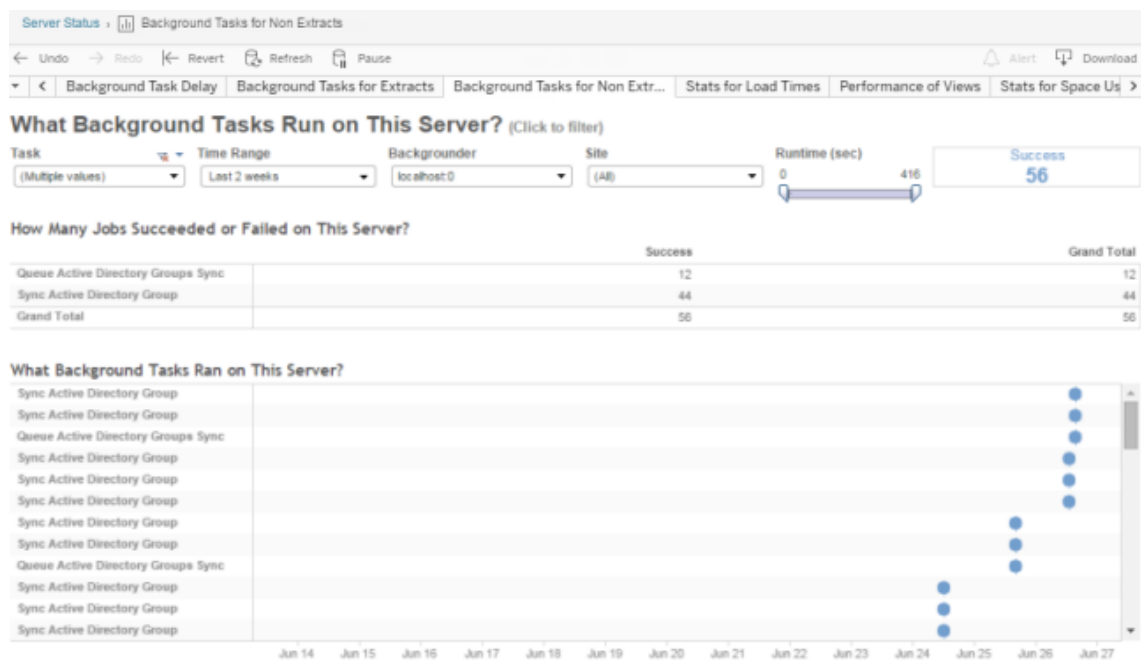 Server Status › Background Tasks for Non Extracts
Undo Redo Revert Refresh Pause Alert Download
Background Task Delay Background Tasks for Extracts Background Tasks for Non Extr... Stats for Load Times Performance of Views Stats for Space Us
What Background Tasks Run on This Server? (Click to filter)
Task Time Range Backgrounder Site Runtime (sec) Success
(Multiple values) Last 2 weeks localhost:0 (All) 0 416 56
How Many Jobs Succeeded or Failed on This Server?
Success Grand Total
Queue Active Directory Groups Sync 12 12
Sync Active Directory Group 44 44
Grand Total 56 56
What Background Tasks Ran on This Server?
Sync Active Directory Group
Sync Active Directory Group
Queue Active Directory Groups Sync
Sync Active Directory Group
Sync Active Directory Group
Sync Active Directory Group
Sync Active Directory Group
Sync Active Directory Group
Queue Active Directory Groups Sync
Sync Active Directory Group
Sync Active Directory Group
Sync Active Directory Group
Jun 14 Jun 15 Jun 16 Jun 17 Jun 18 Jun 19 Jun 20 Jun 21 Jun 22 Jun 23 Jun 24 Jun 25 Jun 26 Jun 27